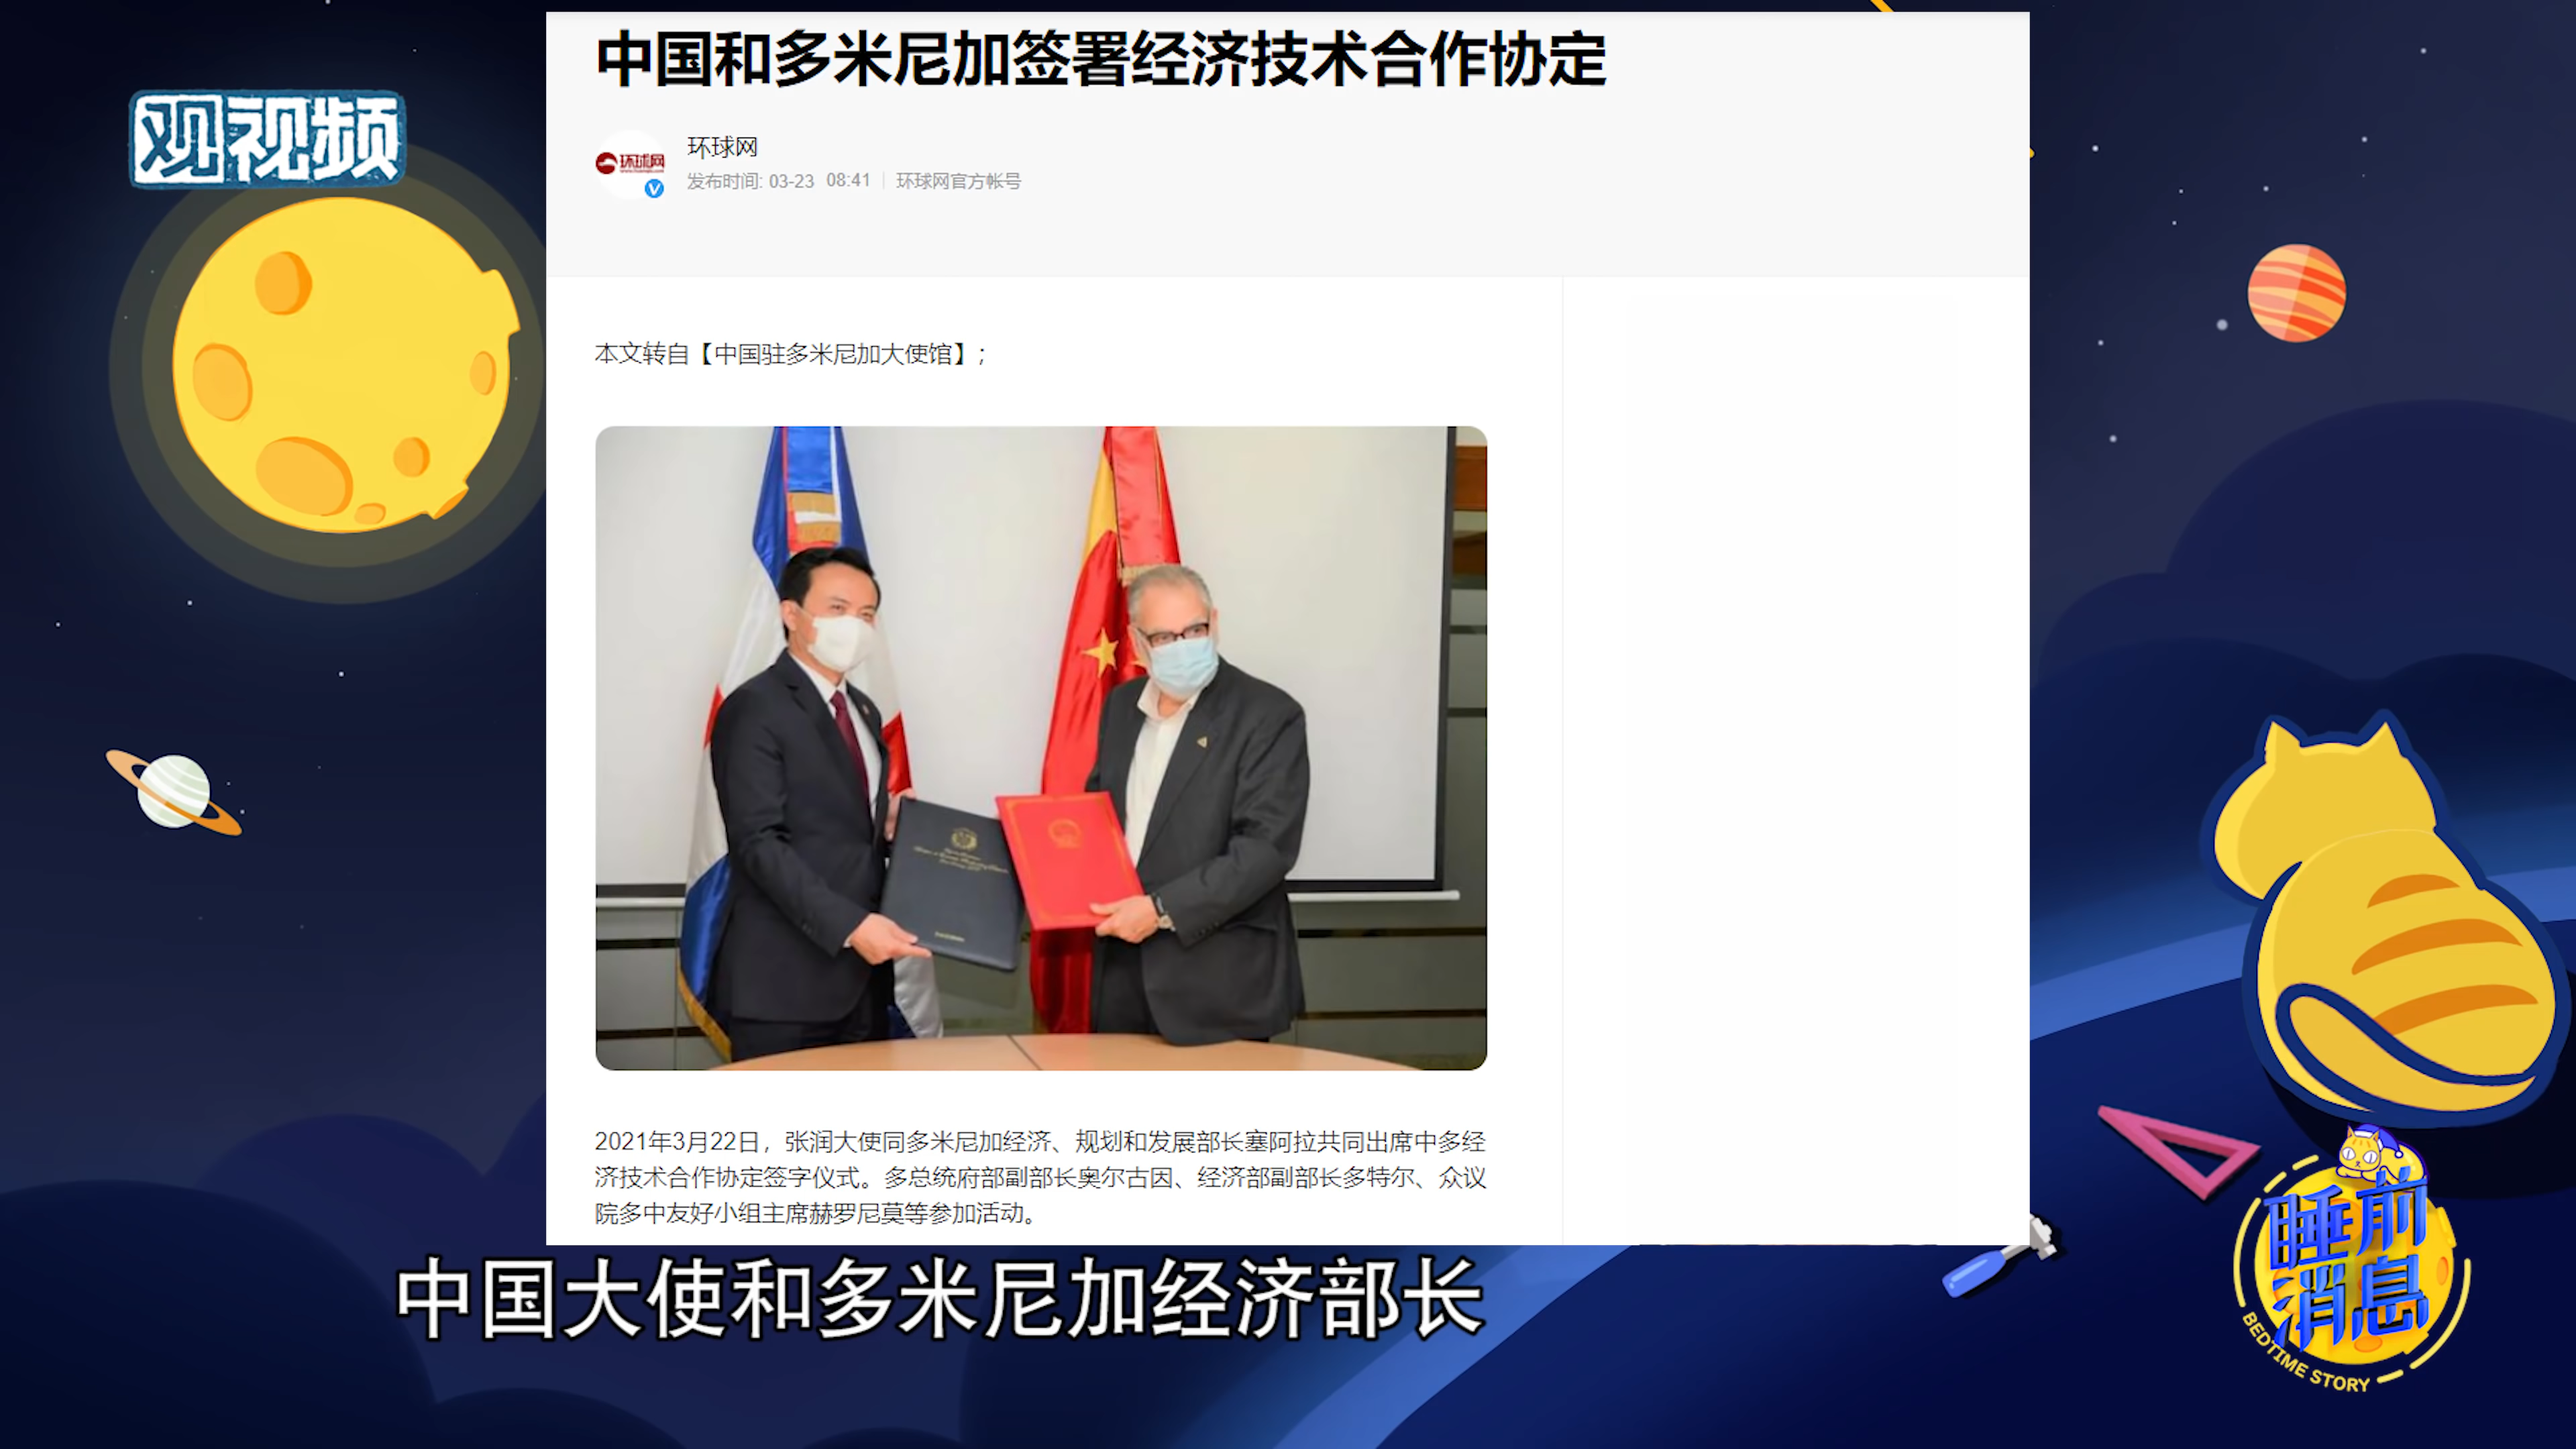 中国和多米尼加签署经济技术合作协定
观视频
环球网
环球网
发布时间: 03-23 08:41 环球网官方帐号
本文转自【中国驻多米尼加大使馆】;
2021年3月22日，张润大使同多米尼加经济、规划和发展部长塞阿拉共同出席中多经
济技术合作协定签字仪式。多总统府部副部长奥尔古因、经济部副部长多特尔、众议
院多中友好小组主席赫罗尼莫等参加活动。
中国大使和多米尼加经济部长
睡前
消息
BEDTIME STORY